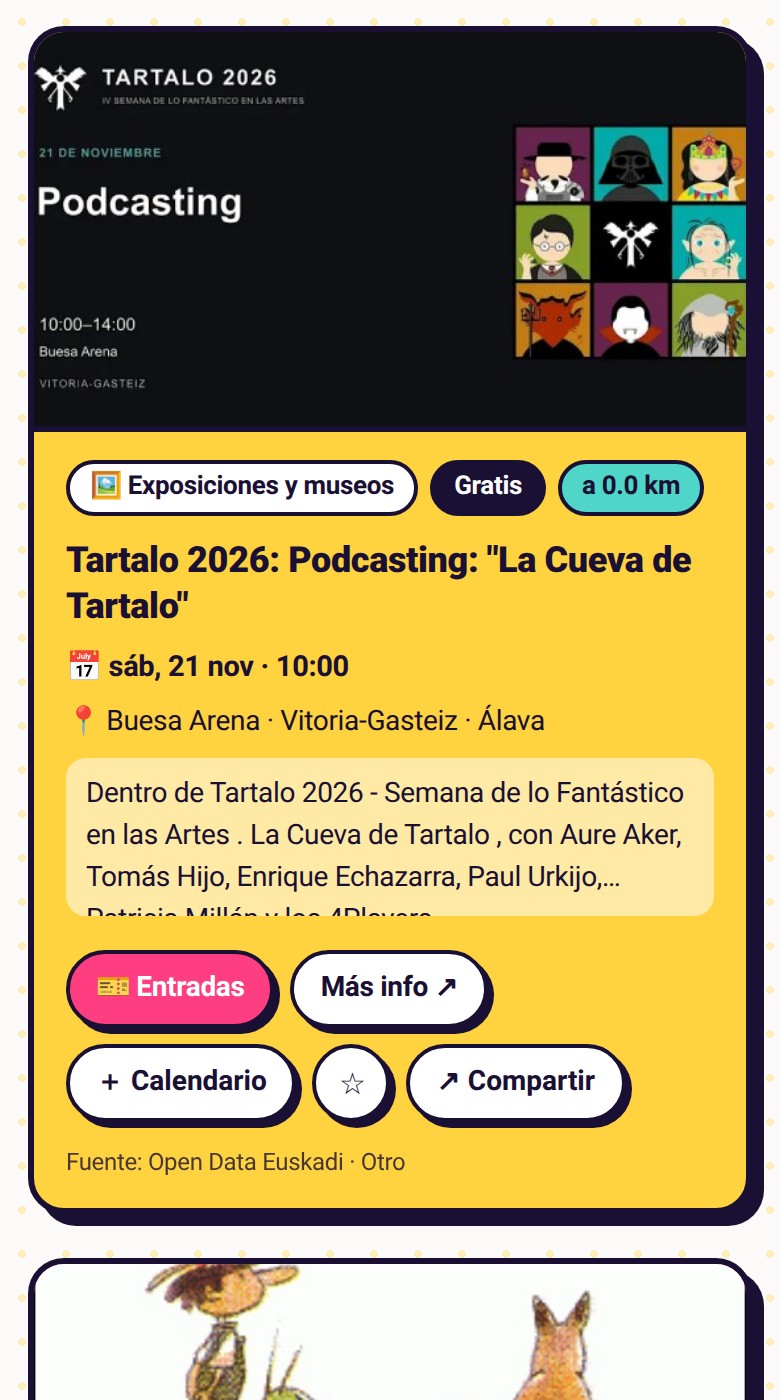 TARTALO 2026
IV SEMANA DE LO FANTÁSTICO EN LAS ARTES
21 DE NOVIEMBRE
Podcasting
10:00–14:00
Buesa Arena
VITORIA-GASTEIZ
🖼️ Exposiciones y museos
Gratis
a 0.0 km
Tartalo 2026: Podcasting: "La Cueva de
Tartalo"
📅 sáb, 21 nov · 10:00
📍 Buesa Arena · Vitoria-Gasteiz · Álava
Dentro de Tartalo 2026 - Semana de lo Fantástico
en las Artes . La Cueva de Tartalo , con Aure Aker,
Tomás Hijo, Enrique Echazarra, Paul Urkijo,…
Patricia Millán y los 4Players
🎫 Entradas
Más info ↗
+ Calendario
☆
↗ Compartir
Fuente: Open Data Euskadi · Otro